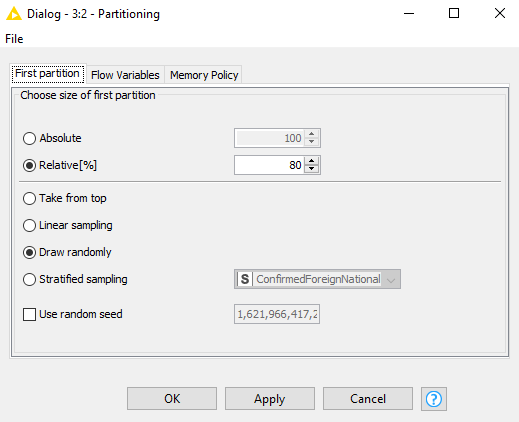 Dialog - 3:2 - Partitioning
File
First partition Flow Variables Memory Policy
Choose size of first partition
Absolute 100
Relative[%] 80
Take from top
Linear sampling
Draw randomly
Stratified sampling S ConfirmedForeignNational
Use random seed 1,621,966,417,2
OK Apply Cancel ?